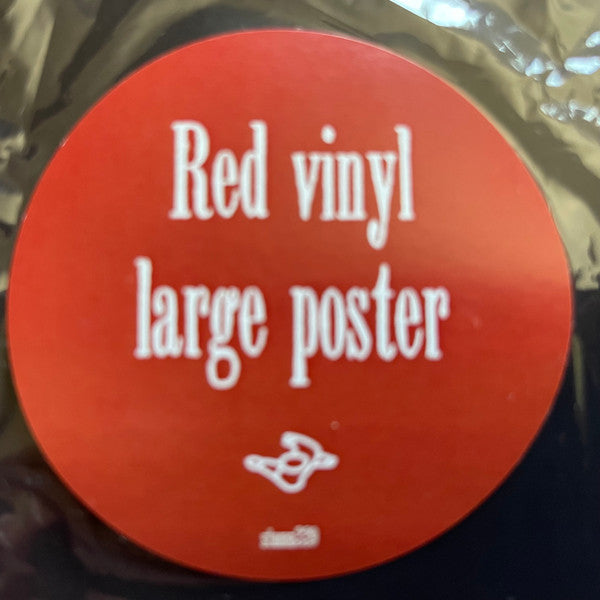 Red vinyl
large poster